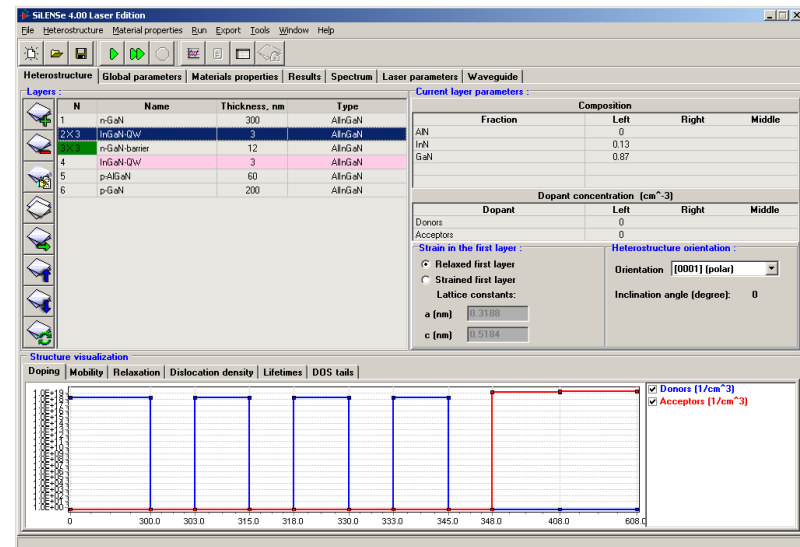 SiLENSe 4.00 Laser Edition
File Heterostructure Material properties Run Export Tools Window Help
Heterostructure Global parameters Materials properties Results Spectrum Laser parameters Waveguide
Layers :
N Name Thickness, nm Type
1 n-GaN 300 AlInGaN
2X3 InGaN-QW 3 AlInGaN
3X3 n-GaN-barrier 12 AlInGaN
4 InGaN-QW 3 AlInGaN
5 p-AlGaN 60 AlInGaN
6 p-GaN 200 AlInGaN
Current layer parameters :
Composition
Fraction Left Right Middle
AlN 0
InN 0.13
GaN 0.87
Dopant concentration (cm^-3)
Dopant Left Right Middle
Donors 0
Acceptors 0
Strain in the first layer :
Relaxed first layer
Strained first layer
Lattice constants:
a (nm) 0.3188
c (nm) 0.5184
Heterostructure orientation :
Orientation [0001] (polar)
Inclination angle (degree): 0
Structure visualization
Doping Mobility Relaxation Dislocation density Lifetimes DOS tails
1.0E+19
1.0E+00
0 300.0 303.0 315.0 318.0 330.0 333.0 345.0 348.0 408.0 608.0
Donors (1/cm^3)
Acceptors (1/cm^3)